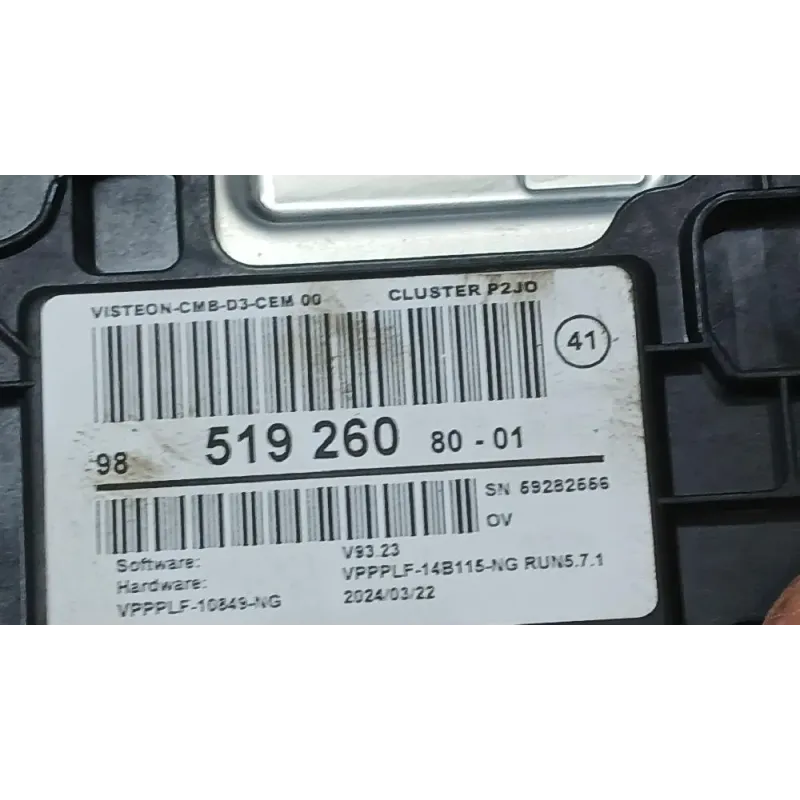 VISTEON-CMB-D3-CEM 00 CLUSTER P2JO
41
98 519 260 80 - 01
SN 59282556
OV
Software: V93.23
Hardware: VPPPLF-14B115-NG RUN5.7.1
VPPPLF-10849-NG 2024/03/22